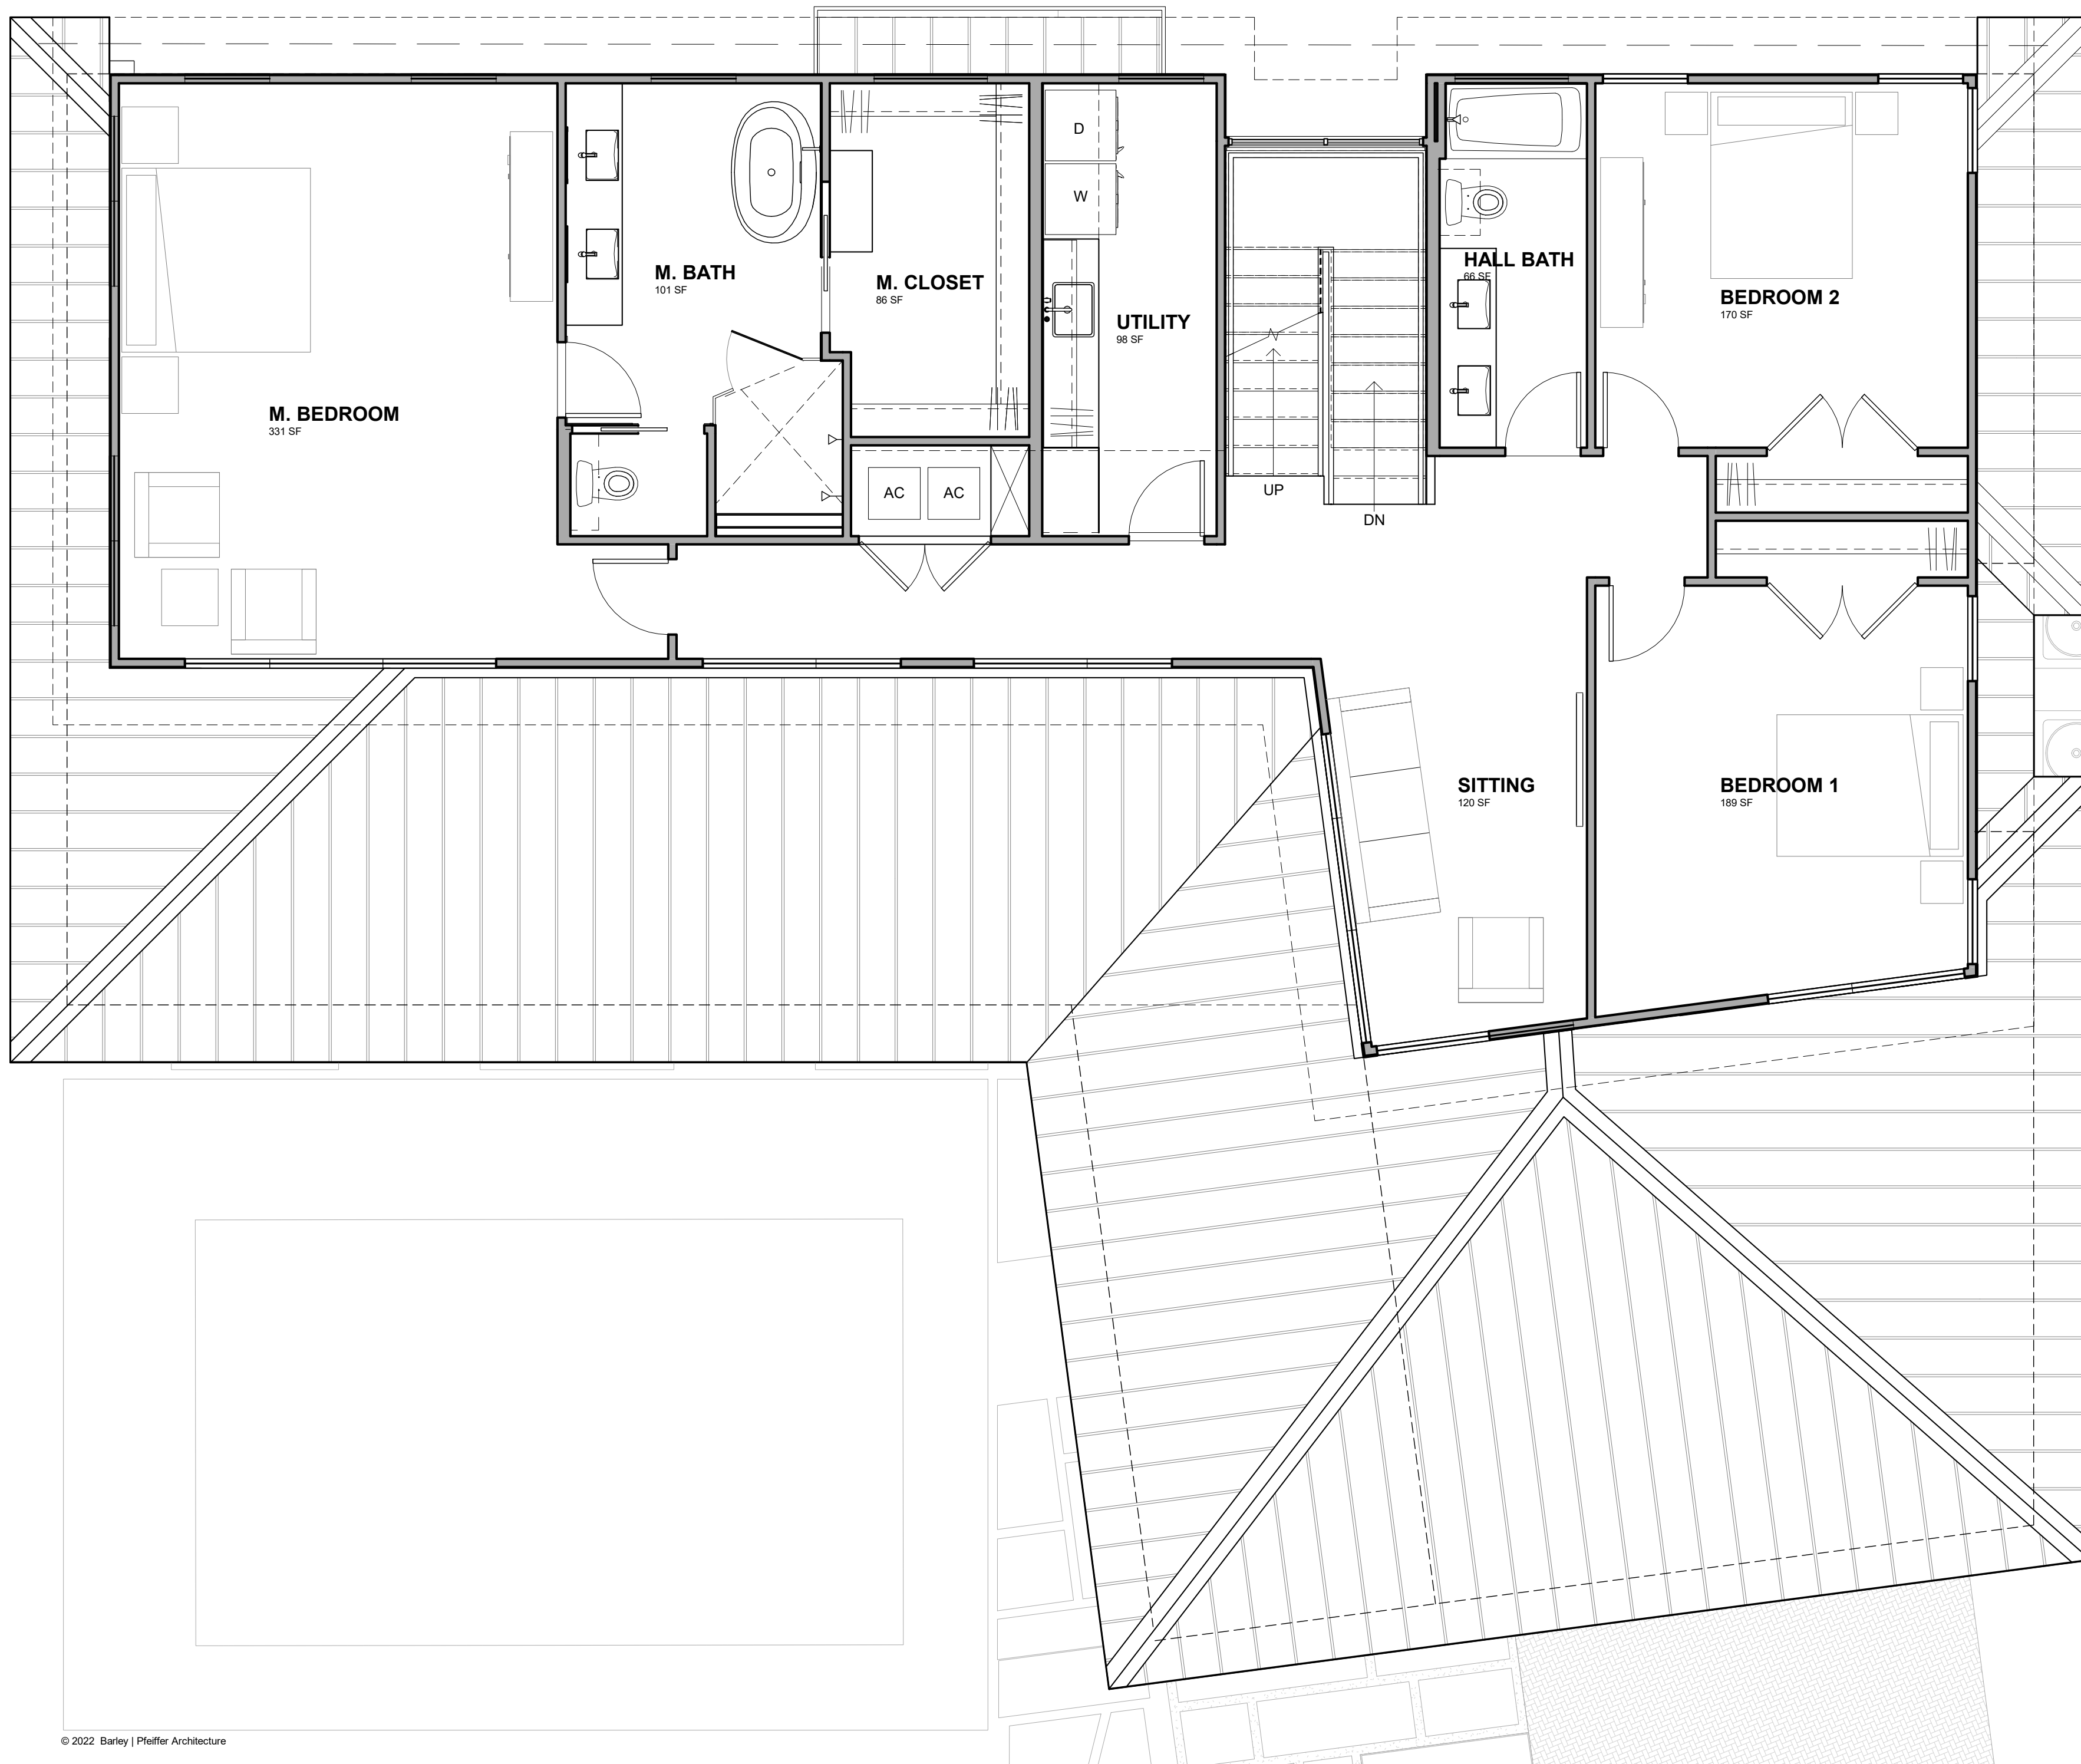 D
W
M. BATH
101 SF
M. CLOSET
86 SF
HALL BATH
66 SF
BEDROOM 2
170 SF
UTILITY
98 SF
M. BEDROOM
331 SF
AC
AC
UP
DN
SITTING
120 SF
BEDROOM 1
189 SF
© 2022 Barley | Pfeiffer Architecture